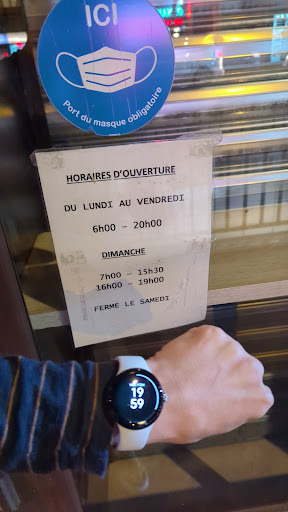 ICI
Port du masque obligatoire
HORAIRES D'OUVERTURE
DU LUNDI AU VENDREDI
6h00 – 20h00
DIMANCHE
7h00 – 15h30
16h00 – 19h00
FERME LE SAMEDI
19
59